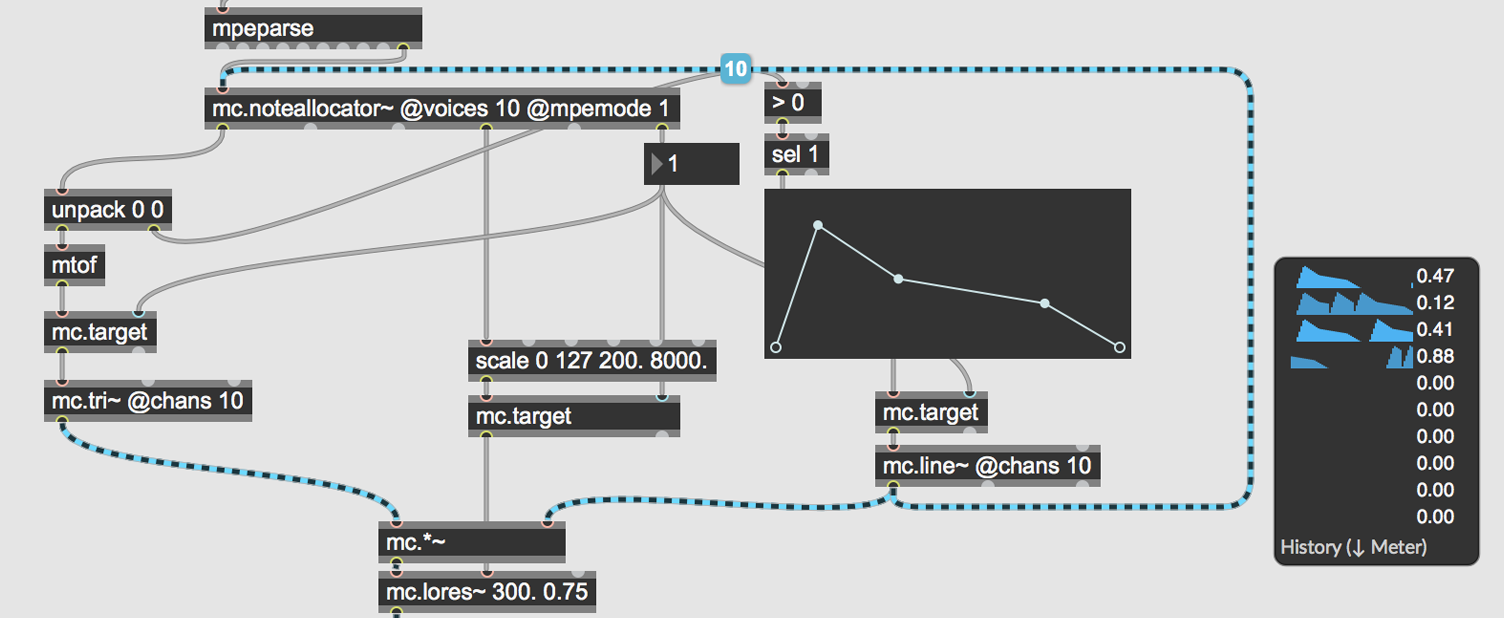 mpeparse
10
mc.noteallocator~ @voices 10 @mpemode 1
> 0
sel 1
1
unpack 0 0
mtof
mc.target
mc.tri~ @chans 10
scale 0 127 200. 8000.
mc.target
mc.target
mc.line~ @chans 10
mc.*~
mc.lores~ 300. 0.75
0.47
0.12
0.41
0.88
0.00
0.00
0.00
0.00
0.00
0.00
History (↓ Meter)